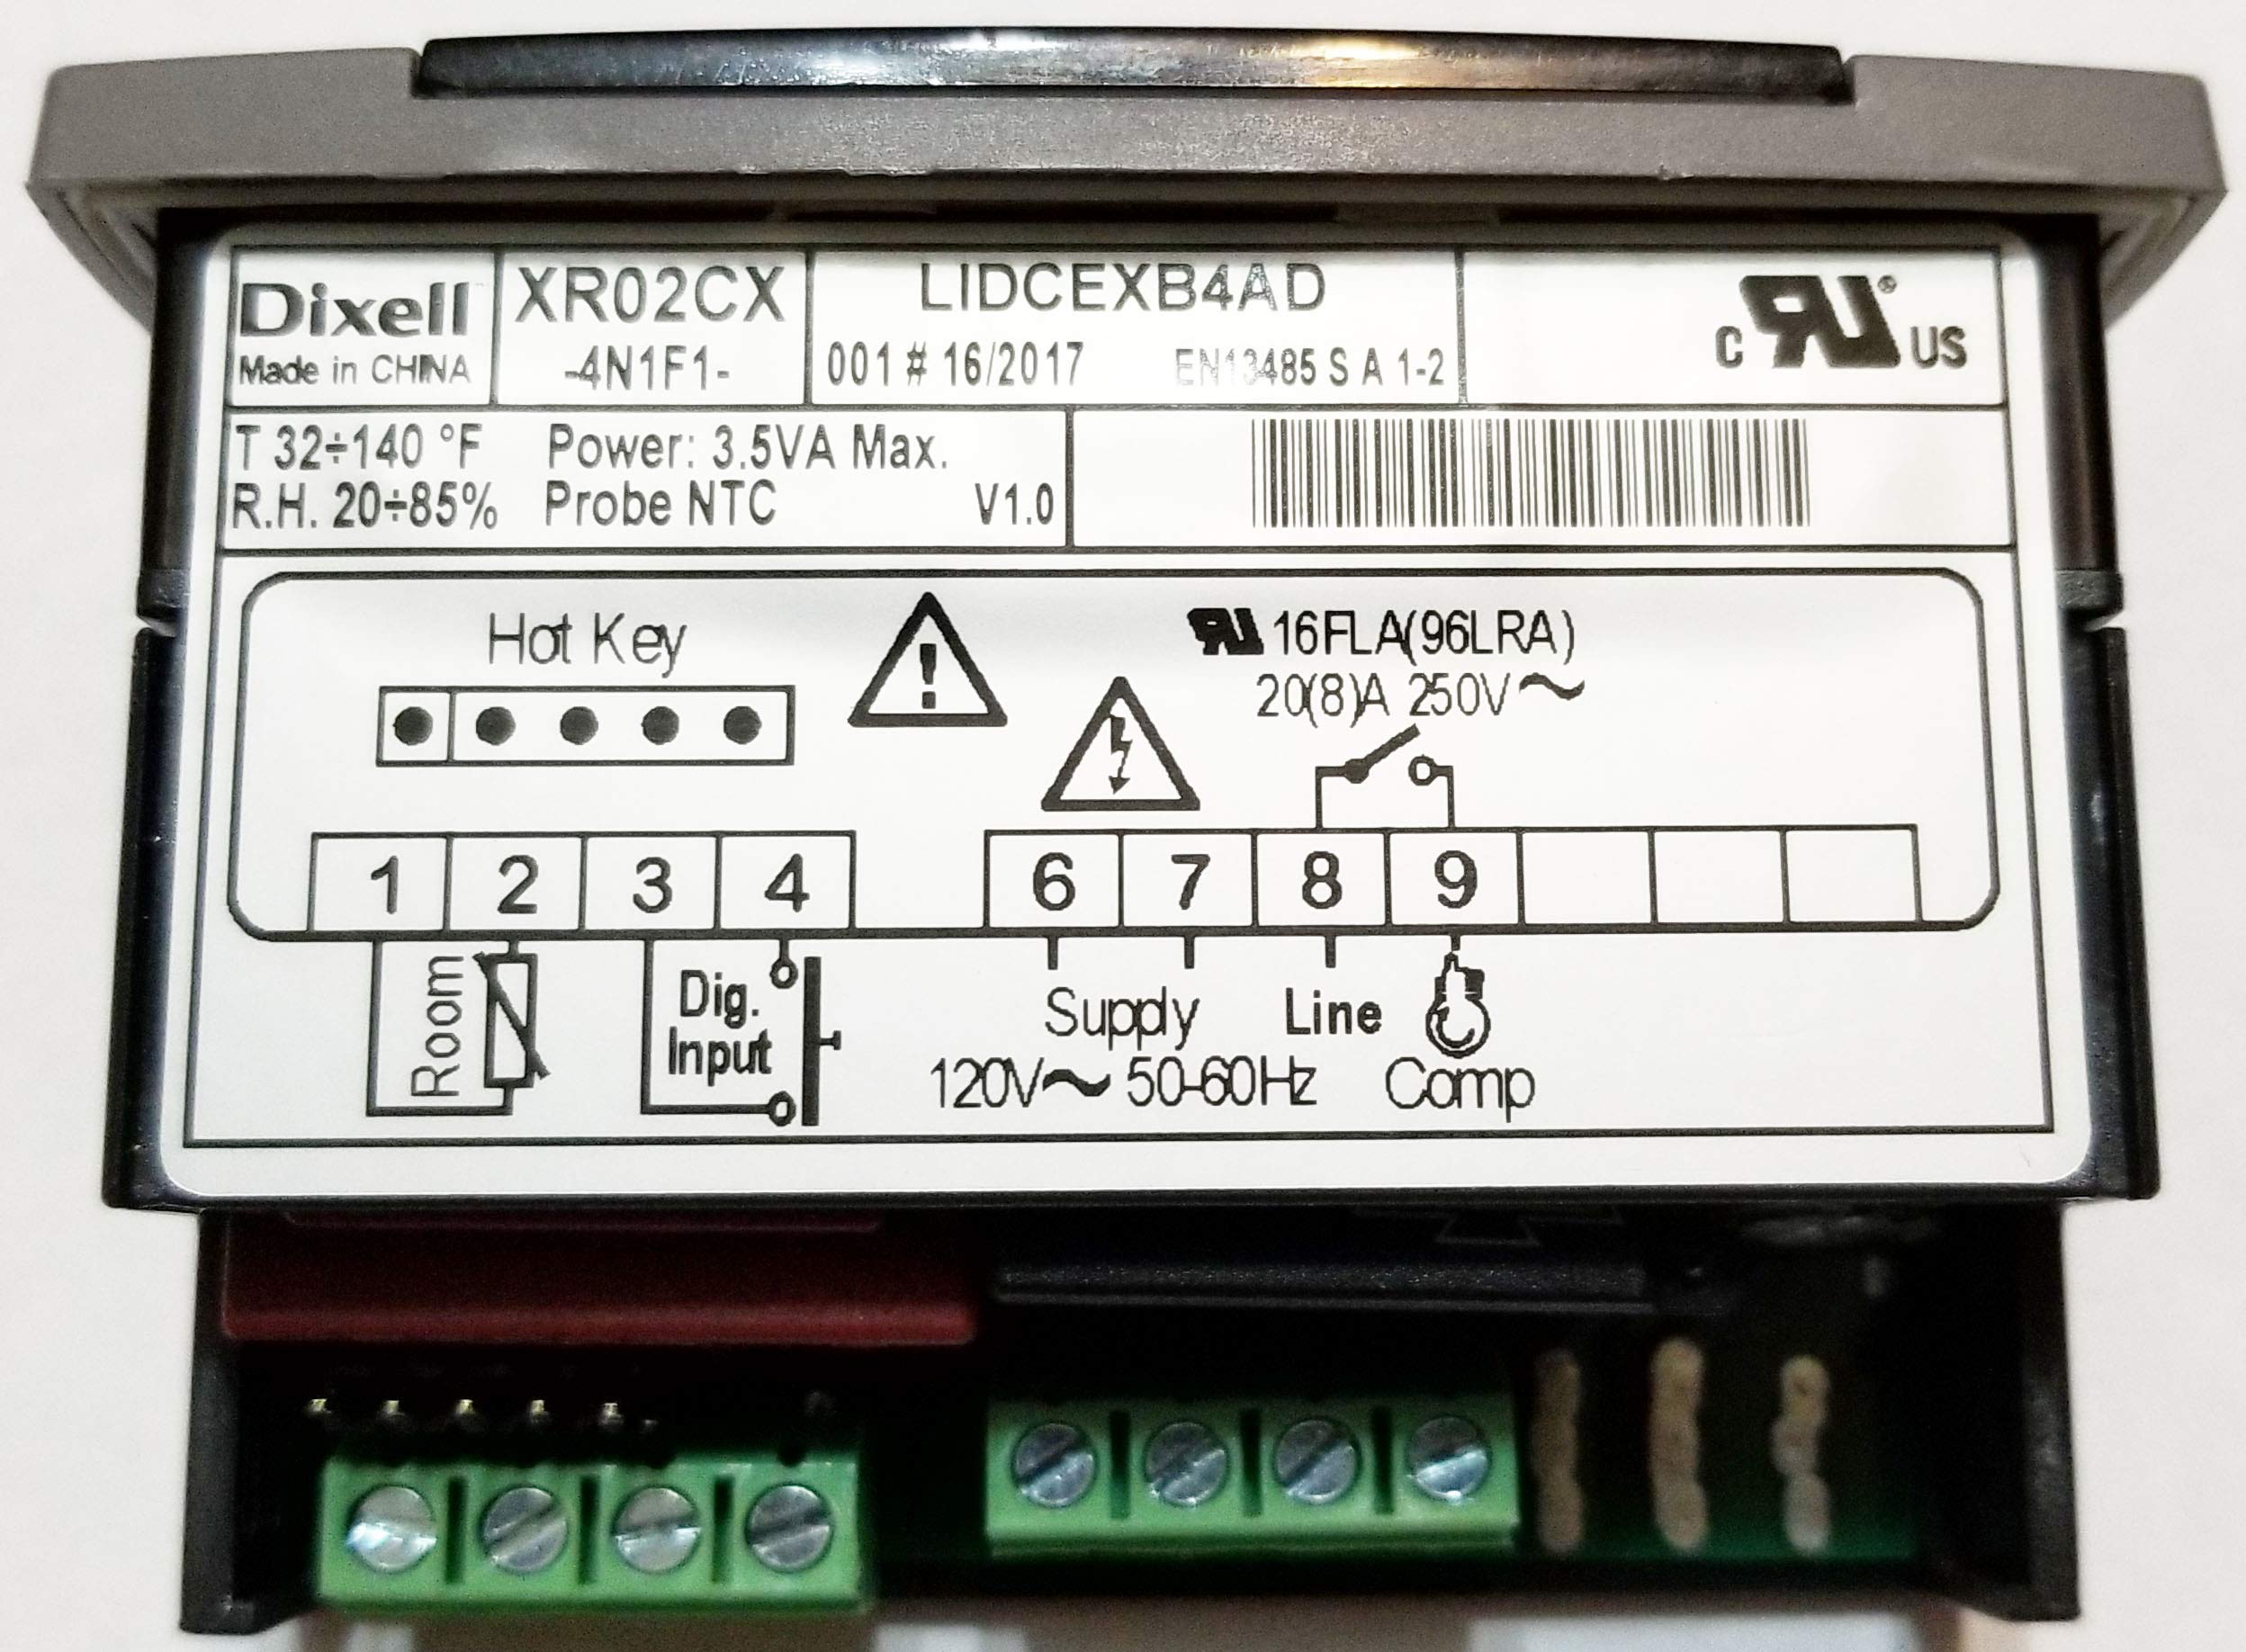 Dixell
Made in CHINA
XR02CX
-4N1F1-
LIDCEXB4AD
001 # 16/2017 EN13485 S A 1-2
c RU® US
T 32÷140 °F Power: 3.5VA Max.
R.H. 20÷85% Probe NTC V1.0
Hot Key
RU 16FLA(96LRA)
20(8)A 250V~
1 2 3 4 6 7 8 9
Room
Dig.
Input
Supply Line
120V~ 50-60Hz Comp